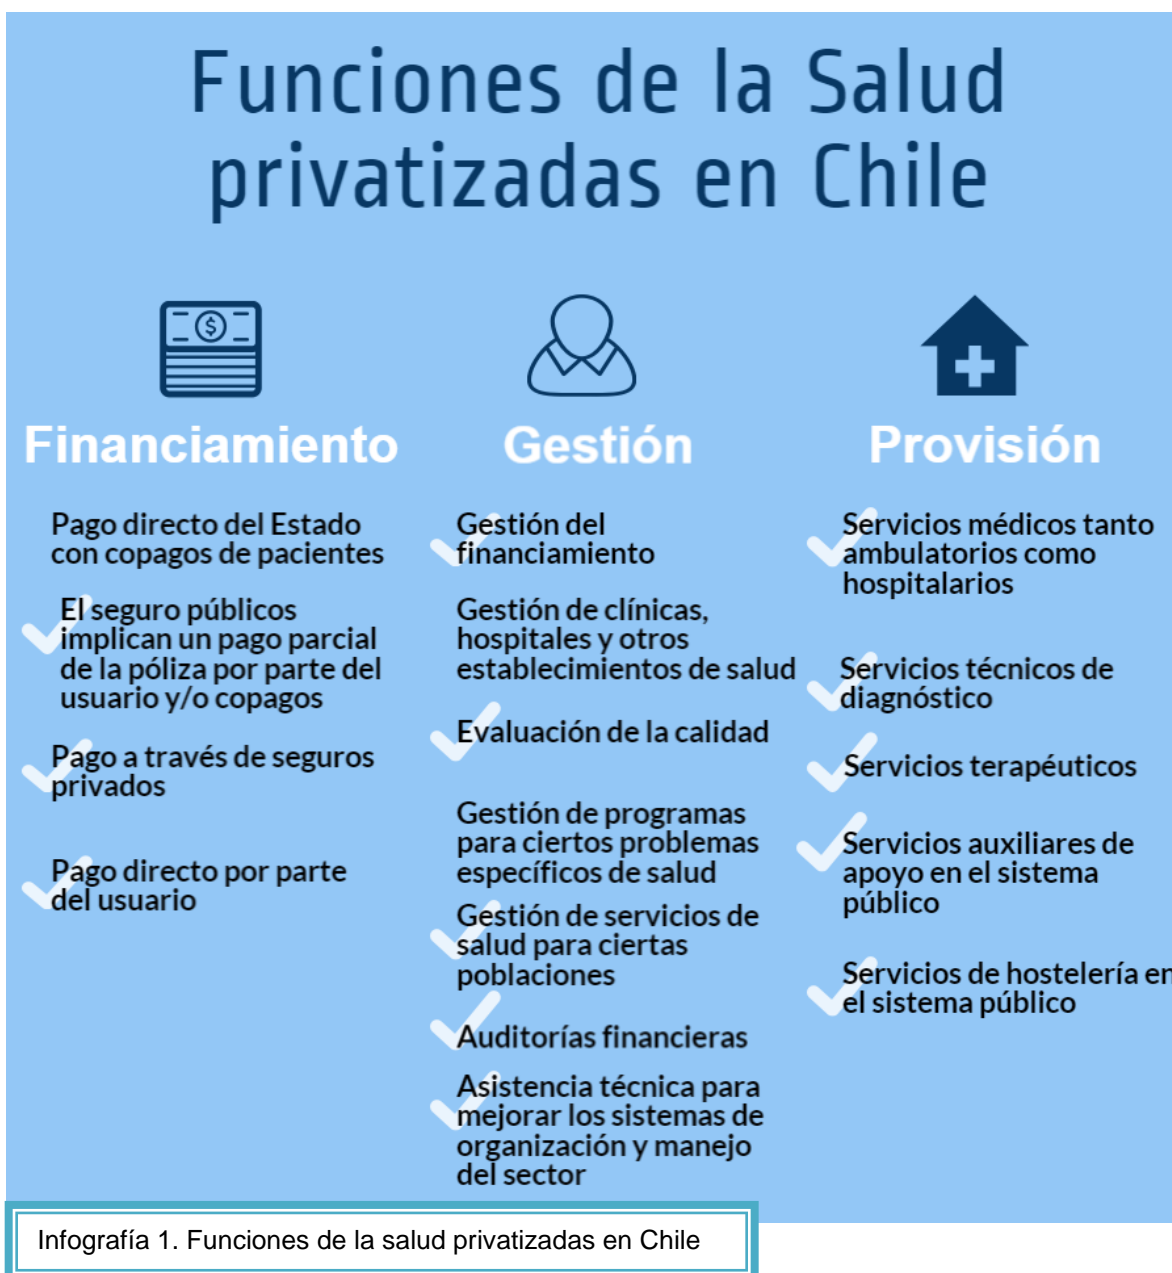 Funciones de la Salud
privatizadas en Chile
Financiamiento
Pago directo del Estado
con copagos de pacientes
El seguro públicos
implican un pago parcial
de la póliza por parte del
usuario y/o copagos
Pago a través de seguros
privados
Pago directo por parte
del usuario
Gestión
Gestión del
financiamiento
Gestión de clínicas,
hospitales y otros
establecimientos de salud
Evaluación de la calidad
Gestión de programas
para ciertos problemas
específicos de salud
Gestión de servicios de
salud para ciertas
poblaciones
Auditorías financieras
Asistencia técnica para
mejorar los sistemas de
organización y manejo
del sector
Provisión
Servicios médicos tanto
ambulatorios como
hospitalarios
Servicios técnicos de
diagnóstico
Servicios terapéuticos
Servicios auxiliares de
apoyo en el sistema
público
Servicios de hostelería en
el sistema público
Infografía 1. Funciones de la salud privatizadas en Chile